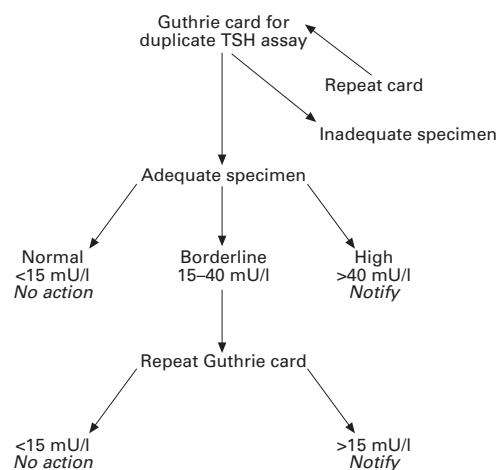 Guthrie card for
duplicate TSH assay
Repeat card
Inadequate specimen
Adequate specimen
Normal
<15 mU/l
No action
Borderline
15–40 mU/l
High
>40 mU/l
Notify
Repeat Guthrie card
<15 mU/l
No action
>15 mU/l
Notify